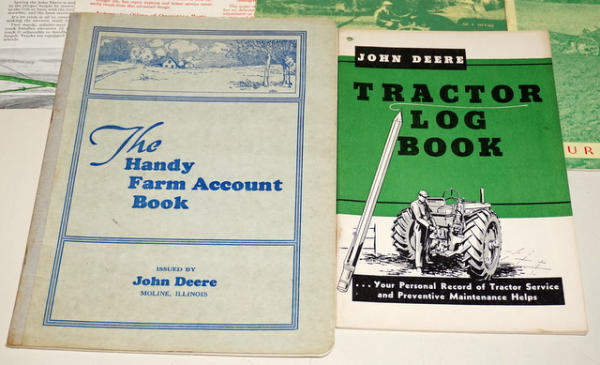 The
Handy
Farm Account
Book
ISSUED BY
John Deere
MOLINE, ILLINOIS
JOHN DEERE
TRACTOR
LOG
BOOK
...Your Personal Record of Tractor Service
and Preventive Maintenance Helps
UR